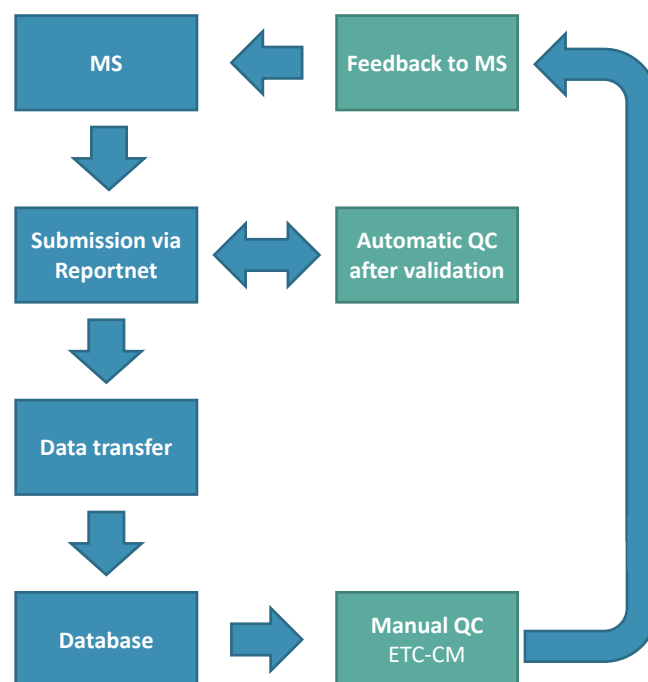 MS
Feedback to MS
Submission via
Reportnet
Automatic QC
after validation
Data transfer
Database
Manual QC
ETC-CM